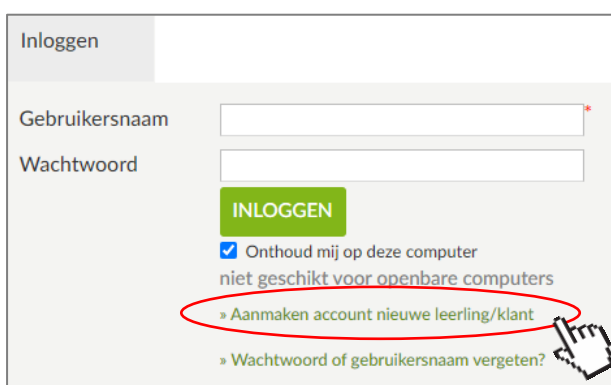 Inloggen
Gebruikersnaam *
Wachtwoord
INLOGGEN
Onthoud mij op deze computer
niet geschikt voor openbare computers
» Aanmaken account nieuwe leerling/klant
» Wachtwoord of gebruikersnaam vergeten?